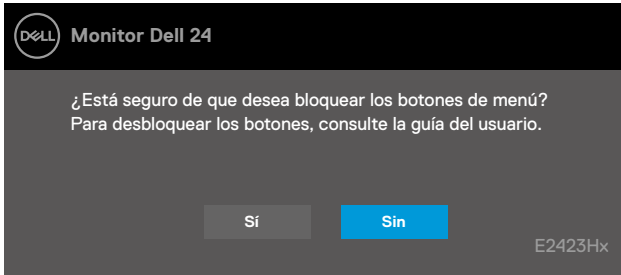 DELL
Monitor Dell 24
¿Está seguro de que desea bloquear los botones de menú?
Para desbloquear los botones, consulte la guía del usuario.
Sí
Sin
E2423Hx